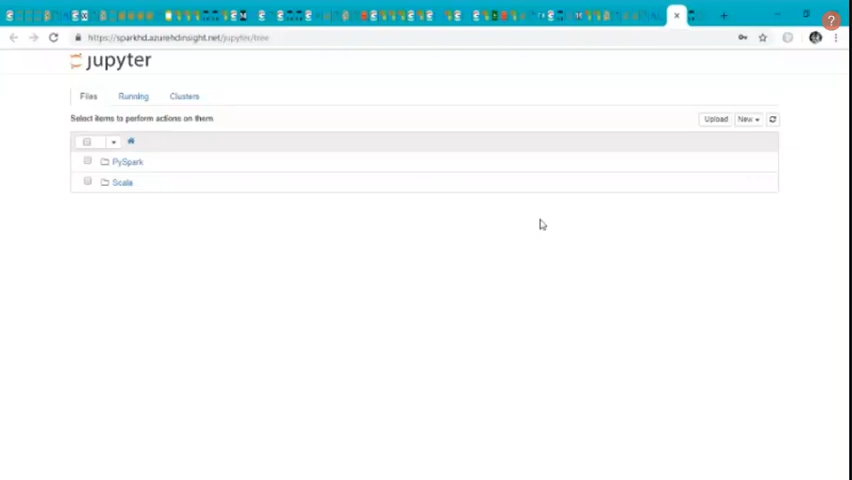 ?
https://sparkhd.azurehdinsight.net/jupyter/tree
jupyter
Files Running Clusters
Select items to perform actions on them.
Upload New
PySpark
Scala